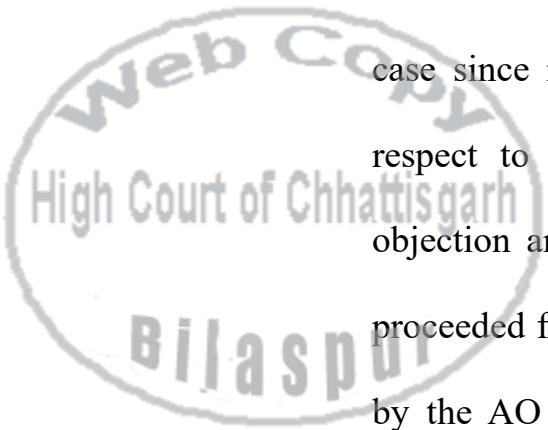 Web Copy
High Court of Chhattisgarh
Bilaspur
case since
respect to
objection
proceeded
by the AO